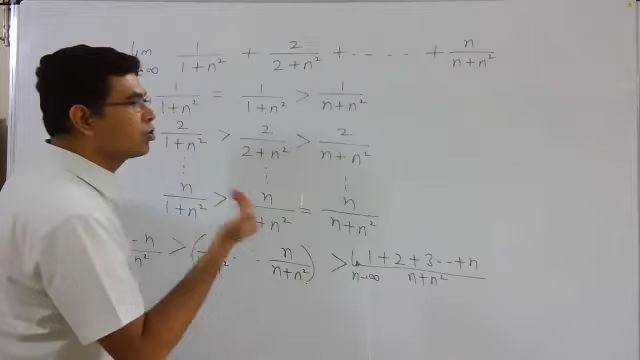 lim n→∞ 1/(1+n²) + 2/(2+n²) + ..... + n/(n+n²)
1/(1+n²) = 1/(1+n²) > 1/(n+n²)
2/(1+n²) > 2/(2+n²) > 2/(n+n²)
⋮ ⋮ ⋮
n/(1+n²) > n/(n+n²) = n/(n+n²)
n/n² > ( n² .. n/(n+n²) ) > lim n→∞ (1+2+3..+n)/(n+n²)